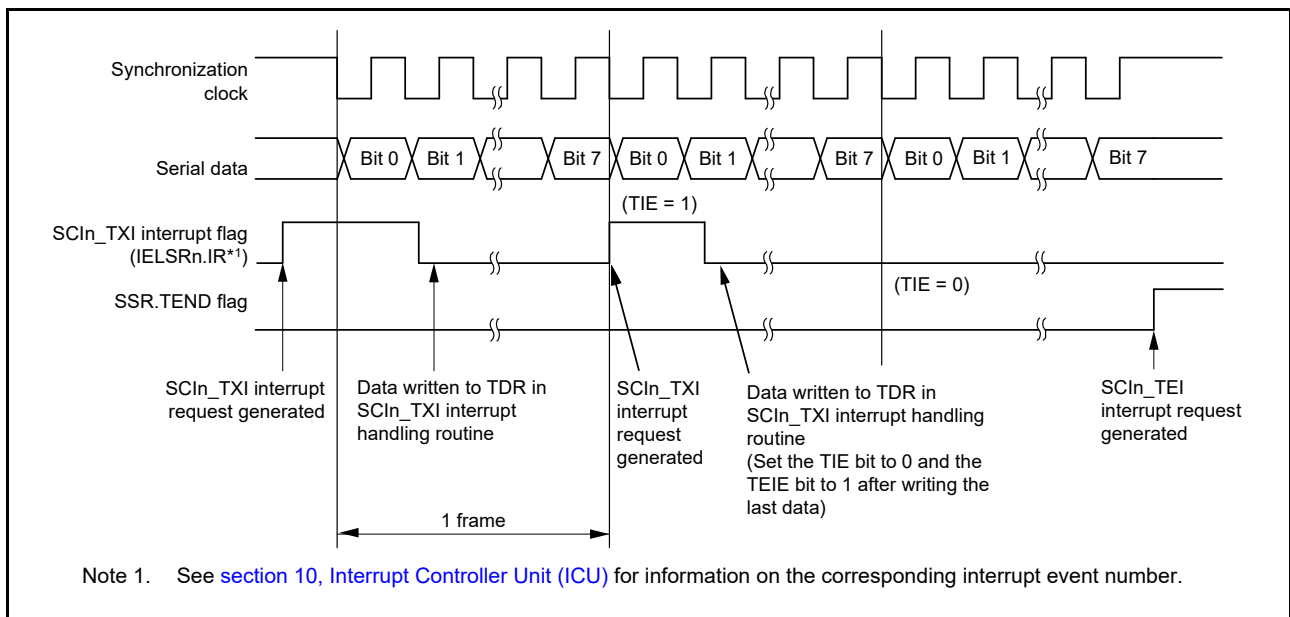 Synchronization
clock
Serial data
Bit 0
Bit 1
Bit 7
Bit 0
Bit 1
Bit 7
Bit 0
Bit 1
Bit 7
(TIE = 1)
SCIn_TXI interrupt flag
(IELSRn.IR*1)
(TIE = 0)
SSR.TEND flag
SCIn_TXI interrupt
request generated
Data written to TDR in
SCIn_TXI interrupt
handling routine
SCIn_TXI
interrupt
request
generated
Data written to TDR in
SCIn_TXI interrupt handling
routine
(Set the TIE bit to 0 and the
TEIE bit to 1 after writing the
last data)
SCIn_TEI
interrupt request
generated
1 frame
Note 1. See section 10, Interrupt Controller Unit (ICU) for information on the corresponding interrupt event number.